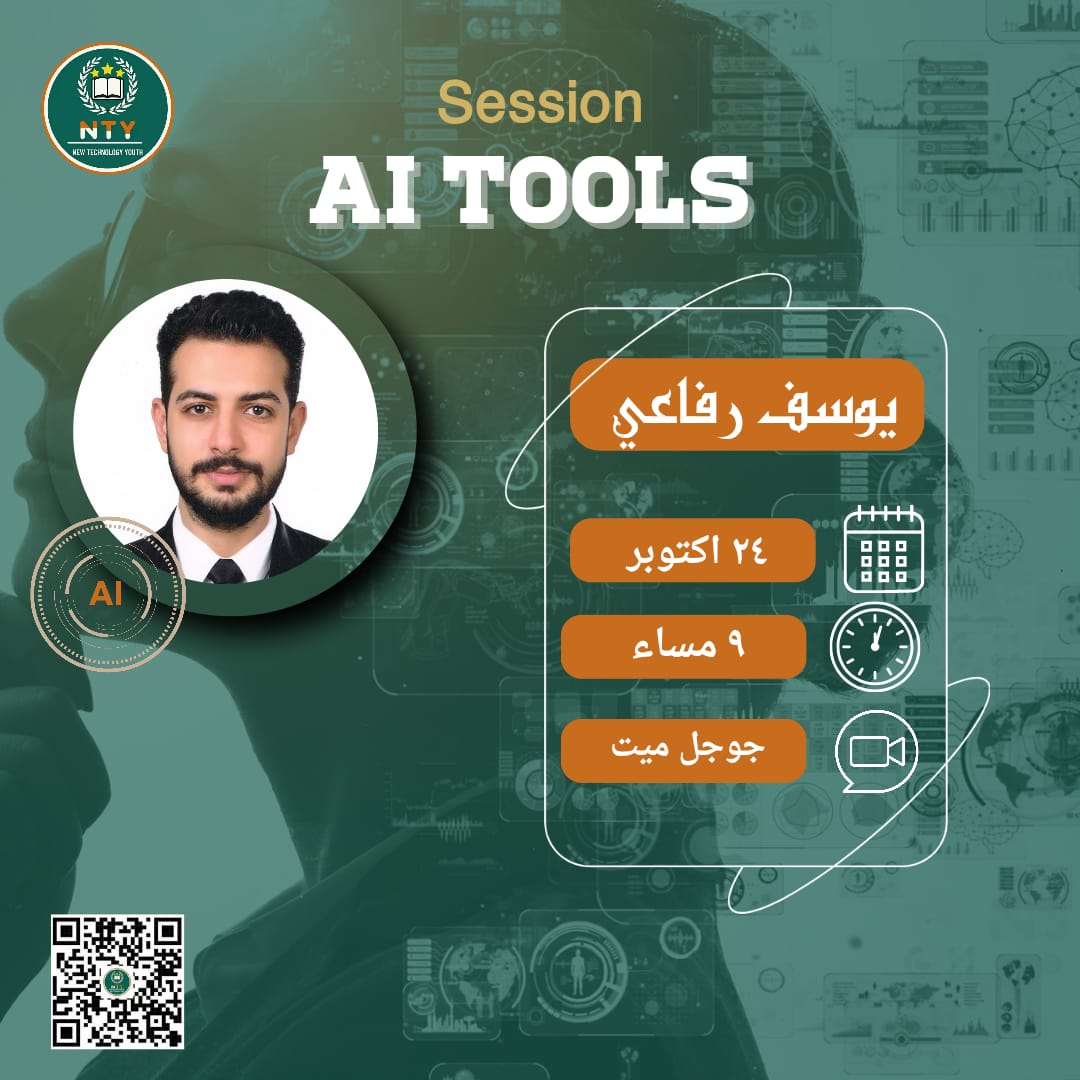 NTY
NEW TECHNOLOGY YOUTH
Session
AI TOOLS
يوسف رفاعي
٢٤ اكتوبر
٩ مساء
جوجل ميت
AI